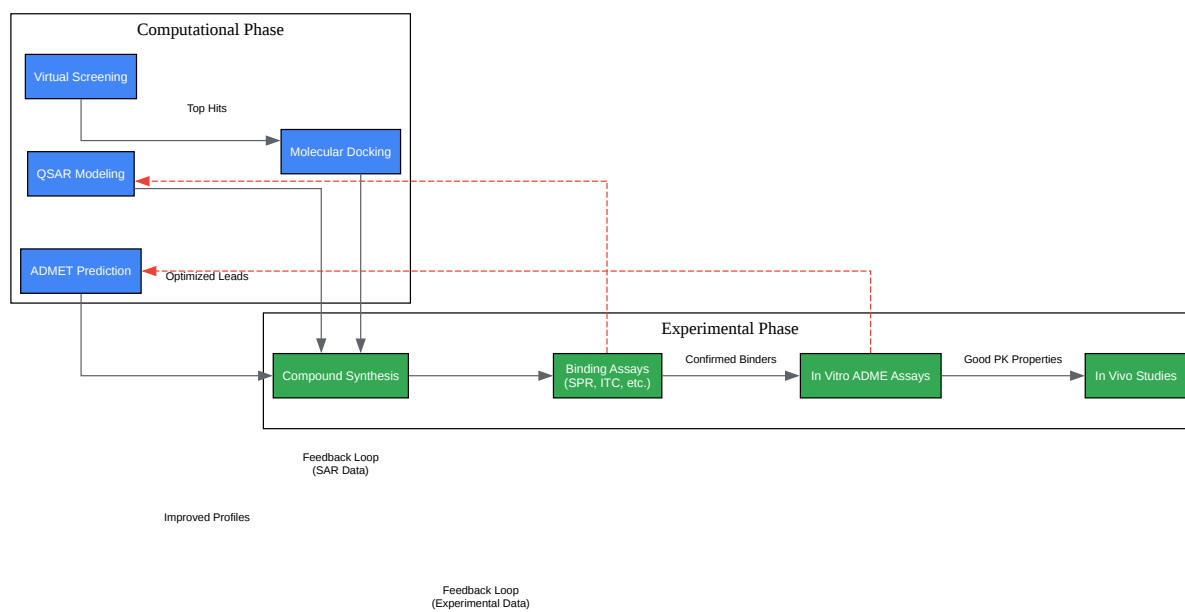 Computational Phase
Virtual Screening
Top Hits
Molecular Docking
QSAR Modeling
ADMET Prediction
Optimized Leads
Experimental Phase
Compound Synthesis
Binding Assays
(SPR, ITC, etc.)
Confirmed Binders
In Vitro ADME Assays
Good PK Properties
In Vivo Studies
Feedback Loop
(SAR Data)
Improved Profiles
Feedback Loop
(Experimental Data)